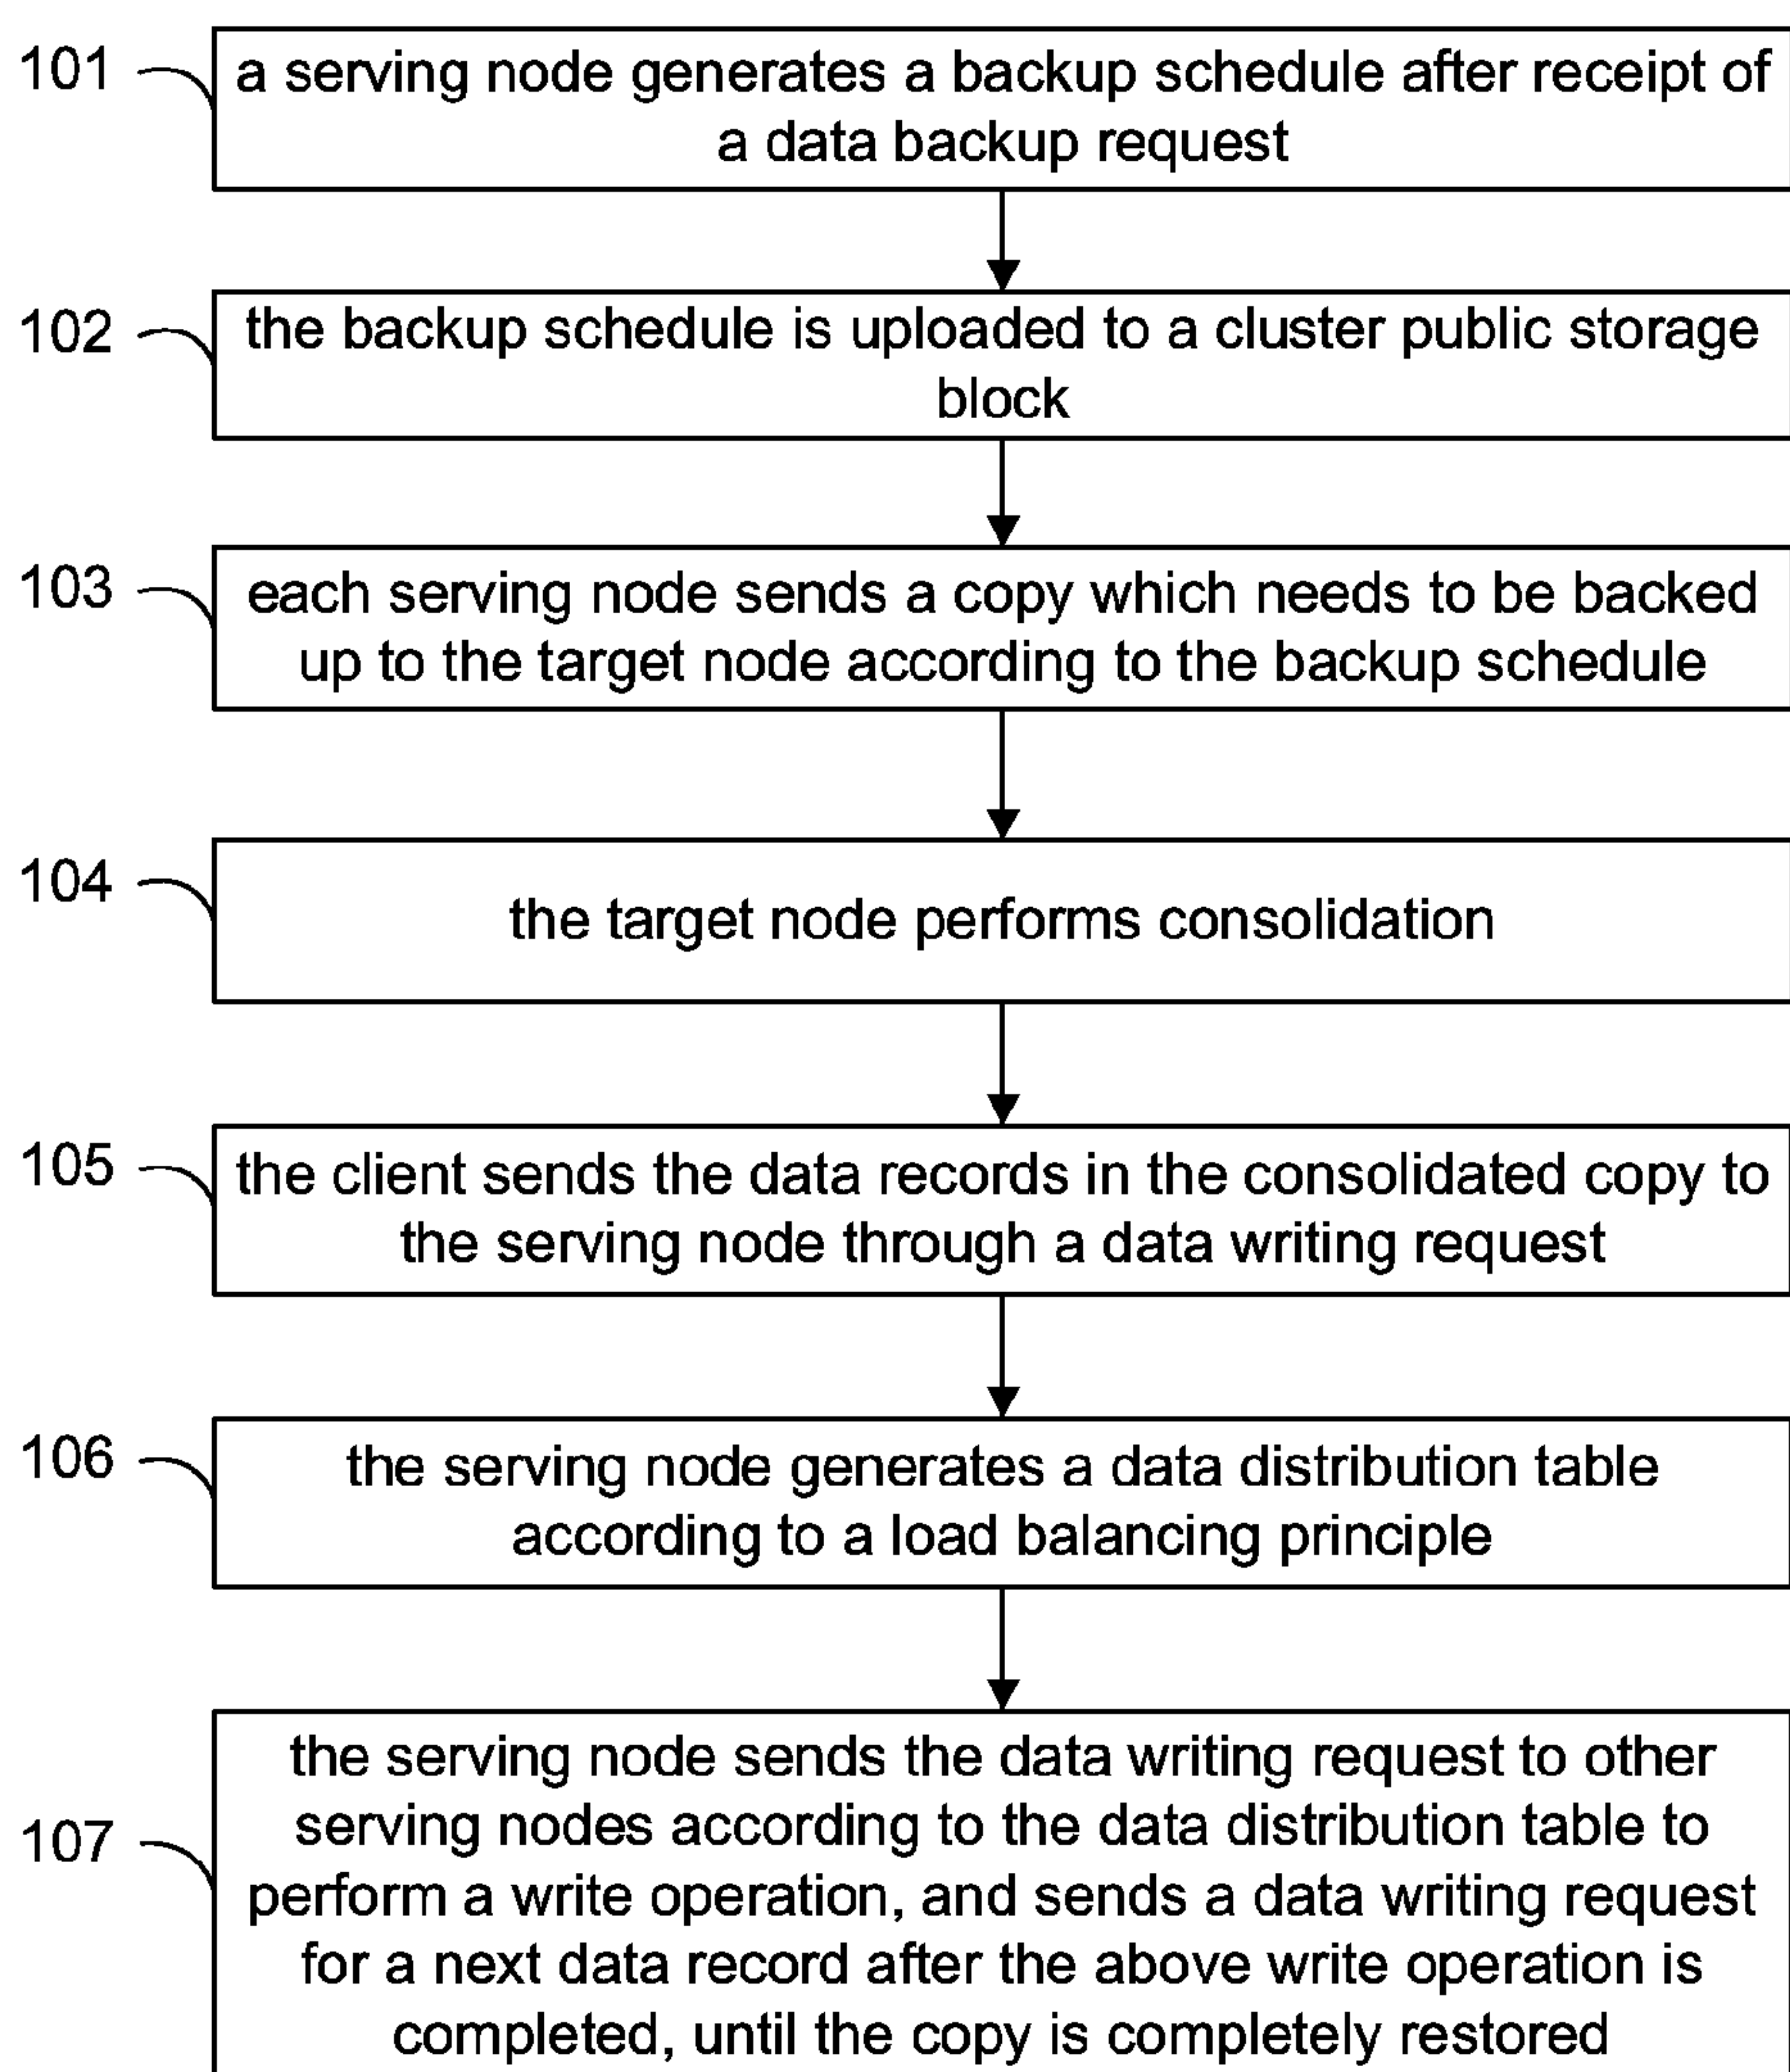 101
a serving node generates a backup schedule after receipt of
a data backup request
102
the backup schedule is uploaded to a cluster public storage
block
103
each serving node sends a copy which needs to be backed
up to the target node according to the backup schedule
104
the target node performs consolidation
105
the client sends the data records in the consolidated copy to
the serving node through a data writing request
106
the serving node generates a data distribution table
according to a load balancing principle
107
the serving node sends the data writing request to other
serving nodes according to the data distribution table to
perform a write operation, and sends a data writing request
for a next data record after the above write operation is
completed, until the copy is completely restored